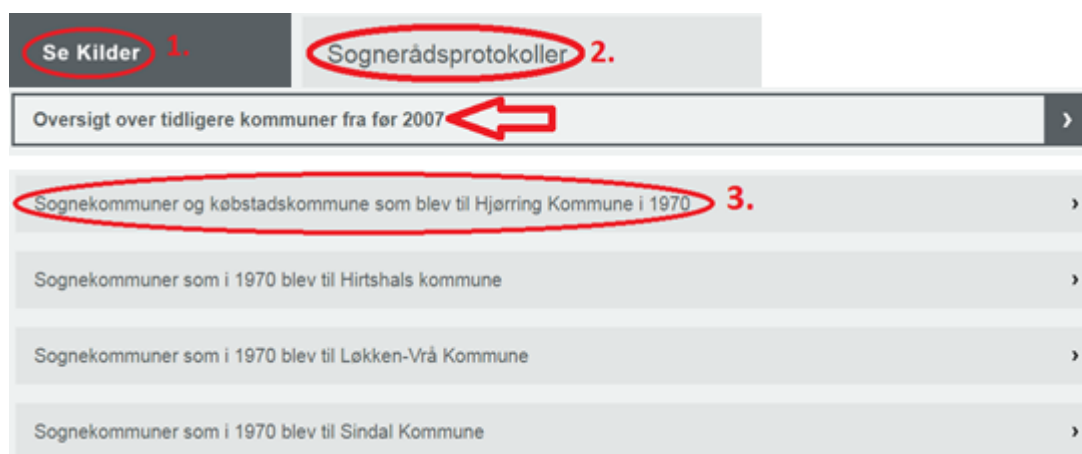 Se Kilder 1. Sognerådsprotokoller 2.
Oversigt over tidligere kommuner fra før 2007
Sognekommuner og købstadskommune som blev til Hjørring Kommune i 1970 3.
Sognekommuner som i 1970 blev til Hirtshals kommune
Sognekommuner som i 1970 blev til Løkken-Vrå Kommune
Sognekommuner som i 1970 blev til Sindal Kommune